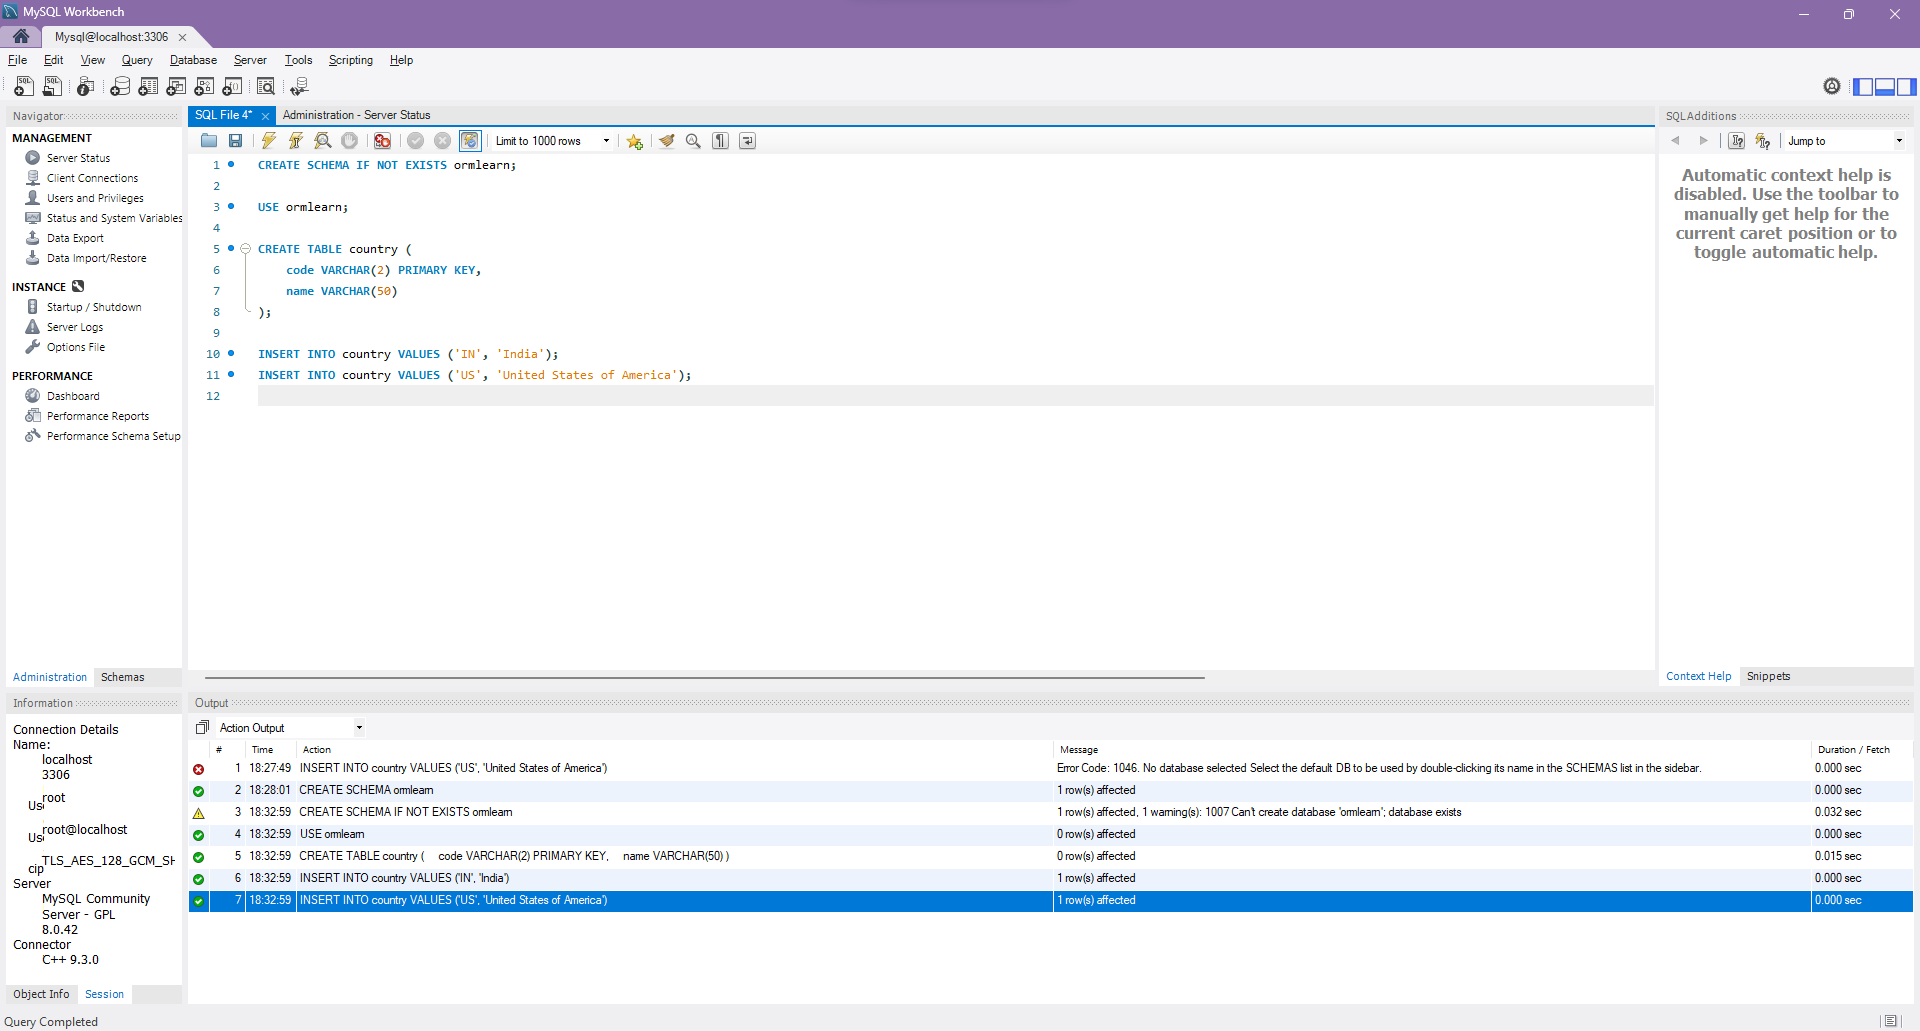 MySQL Workbench
Mysql@localhost:3306
File Edit View Query Database Server Tools Scripting Help
Navigator
MANAGEMENT
Server Status
Client Connections
Users and Privileges
Status and System Variables
Data Export
Data Import/Restore
INSTANCE
Startup / Shutdown
Server Logs
Options File
PERFORMANCE
Dashboard
Performance Reports
Performance Schema Setup
Administration Schemas
SQL File 4* Administration - Server Status
Limit to 1000 rows
1 CREATE SCHEMA IF NOT EXISTS ormlearn;
2
3 USE ormlearn;
4
5 CREATE TABLE country (
6 code VARCHAR(2) PRIMARY KEY,
7 name VARCHAR(50)
8 );
9
10 INSERT INTO country VALUES ('IN', 'India');
11 INSERT INTO country VALUES ('US', 'United States of America');
12
SQLAdditions
Jump to
Automatic context help is
disabled. Use the toolbar to
manually get help for the
current caret position or to
toggle automatic help.
Context Help Snippets
Information
Connection Details
Name:
localhost
3306
root
Use
root@localhost
Use
TLS_AES_128_GCM_SH
cip
Server
MySQL Community
Server - GPL
8.0.42
Connector
C++ 9.3.0
Object Info Session
Output
Action Output
# Time Action Message Duration / Fetch
1 18:27:49 INSERT INTO country VALUES ('US', 'United States of America') Error Code: 1046. No database selected Select the default DB to be used by double-clicking its name in the SCHEMAS list in the sidebar. 0.000 sec
2 18:28:01 CREATE SCHEMA ormlearn 1 row(s) affected 0.000 sec
3 18:32:59 CREATE SCHEMA IF NOT EXISTS ormlearn 1 row(s) affected, 1 warning(s): 1007 Can't create database 'ormlearn'; database exists 0.032 sec
4 18:32:59 USE ormlearn 0 row(s) affected 0.000 sec
5 18:32:59 CREATE TABLE country ( code VARCHAR(2) PRIMARY KEY, name VARCHAR(50) ) 0 row(s) affected 0.015 sec
6 18:32:59 INSERT INTO country VALUES ('IN', 'India') 1 row(s) affected 0.000 sec
7 18:32:59 INSERT INTO country VALUES ('US', 'United States of America') 1 row(s) affected 0.000 sec
Query Completed